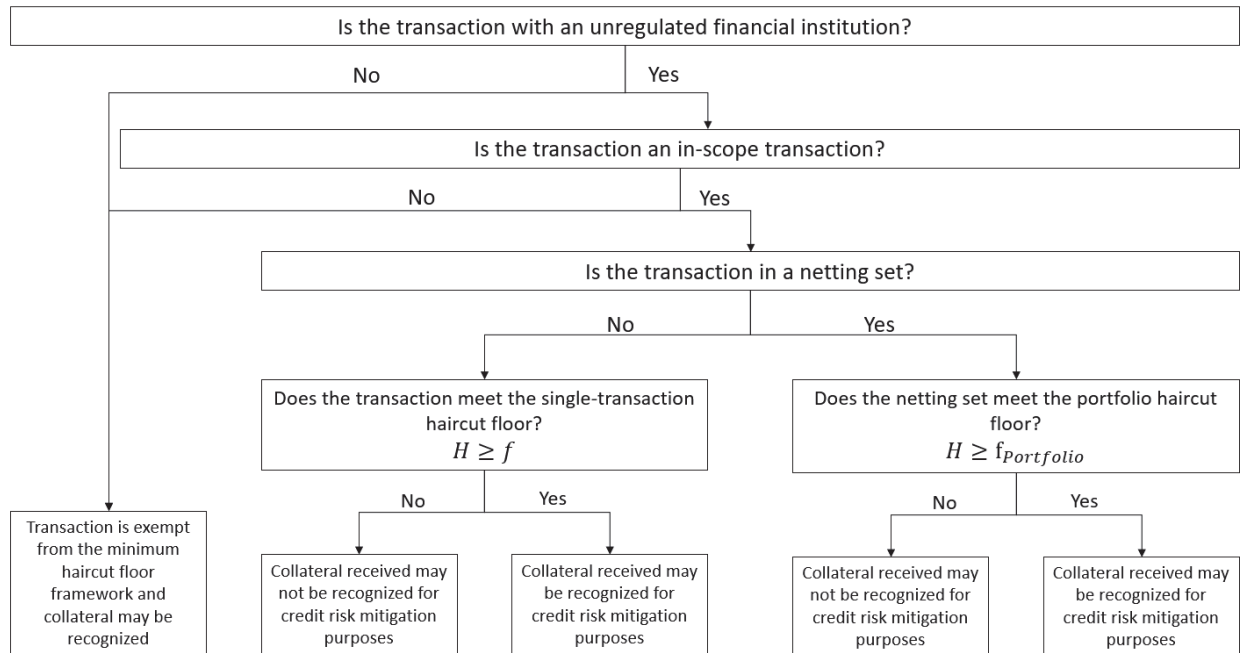 Is the transaction with an unregulated financial institution?
No
Yes
Is the transaction an in-scope transaction?
No
Yes
Is the transaction in a netting set?
No
Yes
Does the transaction meet the single-transaction
haircut floor?
H ≥ f
Does the netting set meet the portfolio haircut
floor?
H ≥ f_Portfolio
No
Yes
No
Yes
Transaction is exempt
from the minimum
haircut floor
framework and
collateral may be
recognized
Collateral received may
not be recognized for
credit risk mitigation
purposes
Collateral received may
be recognized for
credit risk mitigation
purposes
Collateral received may
not be recognized for
credit risk mitigation
purposes
Collateral received may
be recognized for
credit risk mitigation
purposes